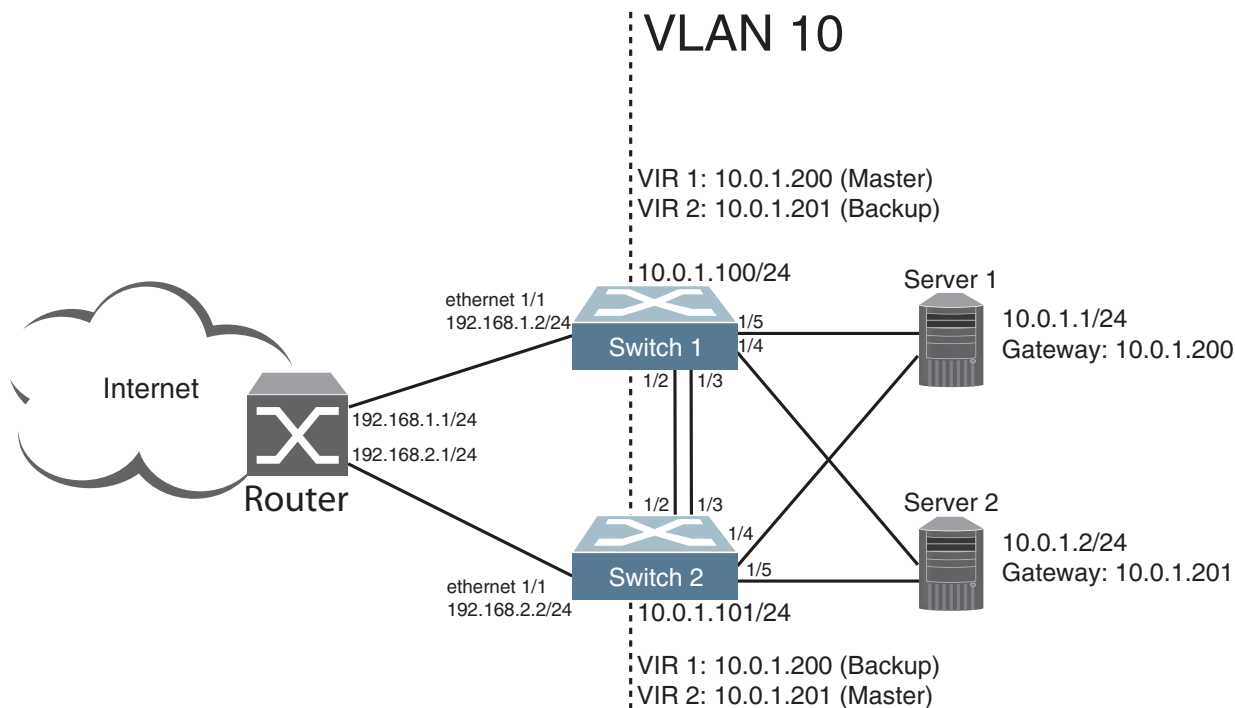 VLAN 10
VIR 1: 10.0.1.200 (Master)
VIR 2: 10.0.1.201 (Backup)
10.0.1.100/24
ethernet 1/1
192.168.1.2/24
Switch 1
1/5
1/4
1/2
1/3
Server 1
10.0.1.1/24
Gateway: 10.0.1.200
Internet
192.168.1.1/24
192.168.2.1/24
Router
1/2
1/3
1/4
1/5
Switch 2
ethernet 1/1
192.168.2.2/24
10.0.1.101/24
Server 2
10.0.1.2/24
Gateway: 10.0.1.201
VIR 1: 10.0.1.200 (Backup)
VIR 2: 10.0.1.201 (Master)